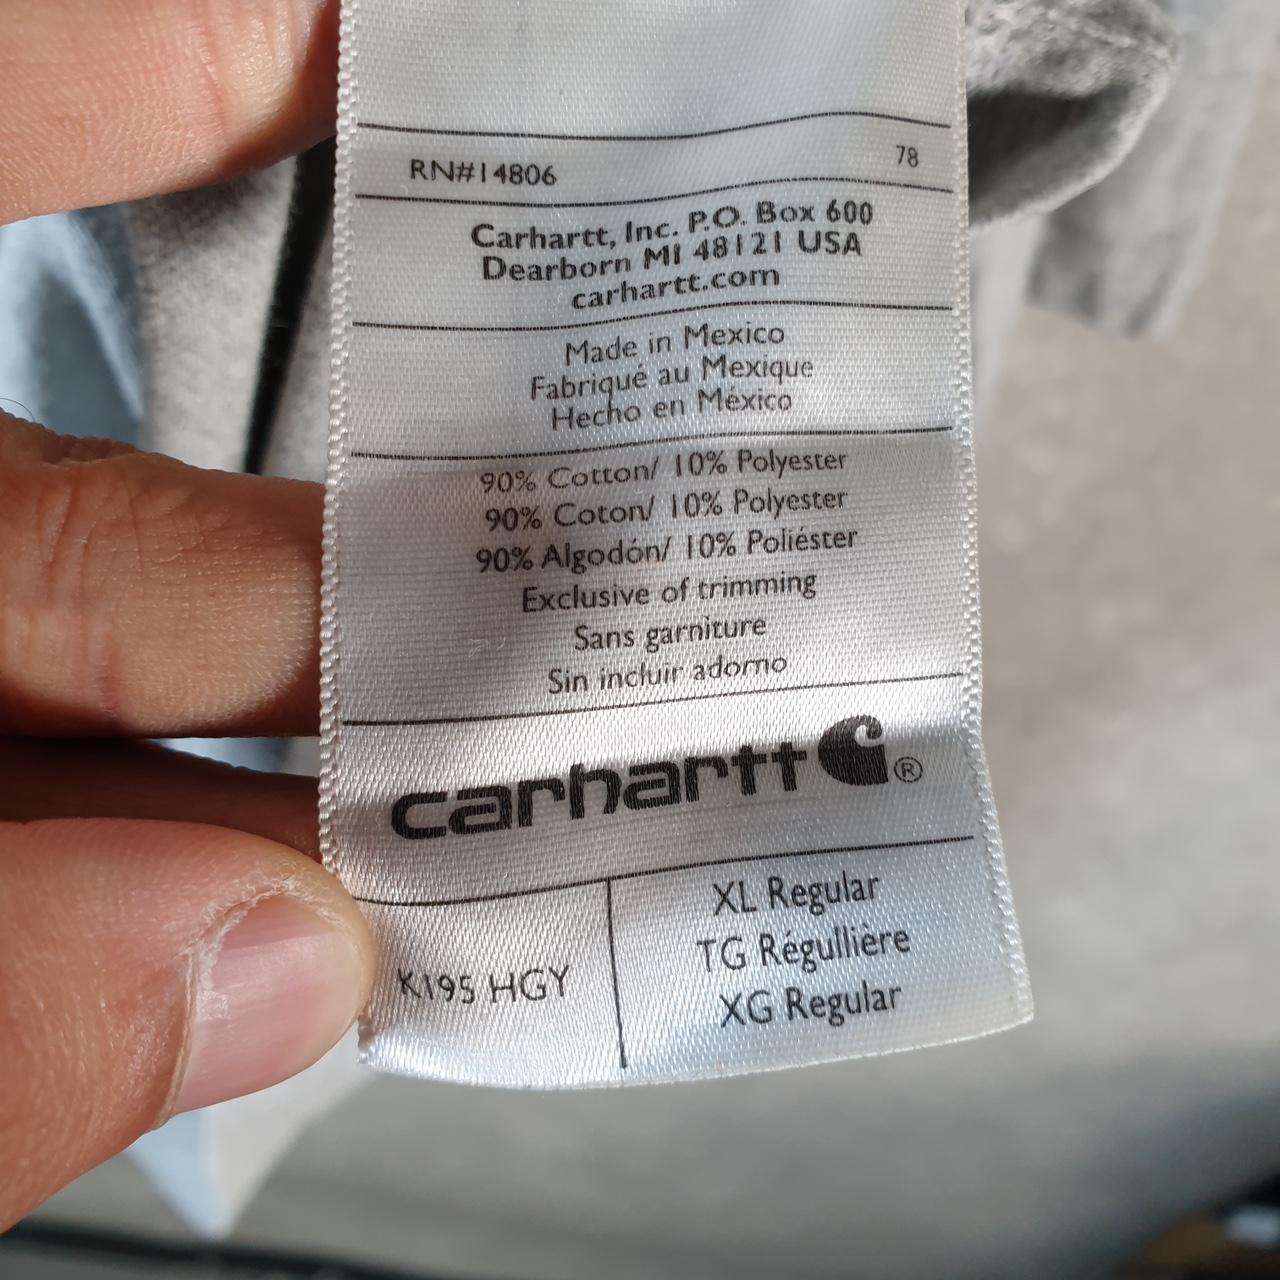 RN#14806 78
Carhartt, Inc. P.O. Box 600
Dearborn MI 48121 USA
carhartt.com
Made in Mexico
Fabriqué au Mexique
Hecho en México
90% Cotton/ 10% Polyester
90% Coton/ 10% Polyester
90% Algodón/ 10% Poliéster
Exclusive of trimming
Sans garniture
Sin incluir adorno
carhartt ®
XL Regular
TG Régullière
K195 HGY
XG Regular